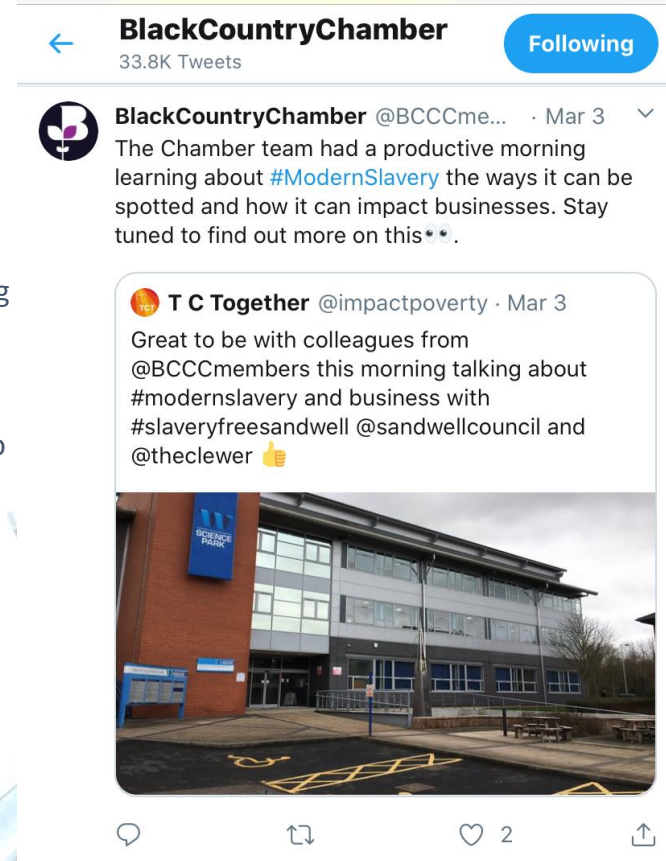 BlackCountryChamber
33.8K Tweets
Following
BlackCountryChamber @BCCCme... · Mar 3
The Chamber team had a productive morning
learning about #ModernSlavery the ways it can be
spotted and how it can impact businesses. Stay
tuned to find out more on this👀.
TCT
T C Together @impactpoverty · Mar 3
Great to be with colleagues from
@BCCCmembers this morning talking about
#modernslavery and business with
#slaveryfreesandwell @sandwellcouncil and
@theclewer 👍
W
SCIENCE
PARK
2